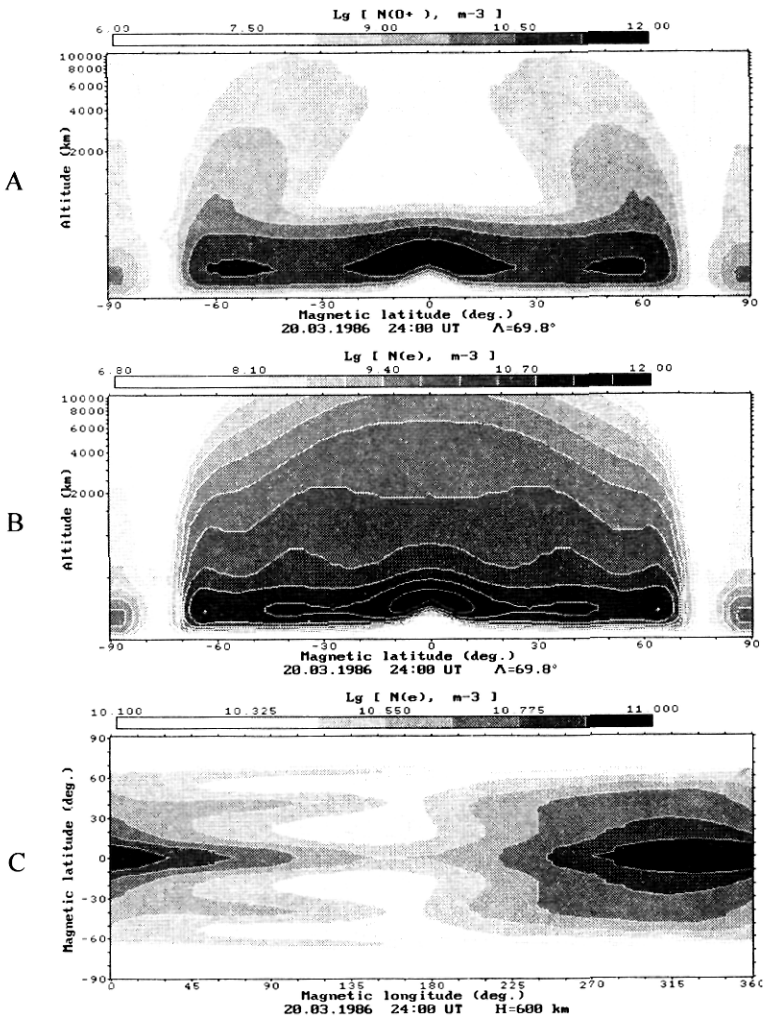 Lg [ N(O+ ), m-3 ]
6.00 7.50 9 00 10 50 12 00
10000
8000
6000
4000
2000
Altitude (km)
A
-90 -60 -30 0 30 60 90
Magnetic latitude (deg.)
20.03.1986 24:00 UT Λ=69.8°
Lg [ N(e), m-3 ]
6.80 8.10 9.40 10 70 12 00
10000
8000
6000
4000
2000
Altitude (km)
B
-90 -60 -30 0 30 60 90
Magnetic latitude (deg.)
20.03.1986 24:00 UT Λ=69.8°
Lg [ N(e), m-3 ]
10.100 10.325 10 550 10.775 11 000
90
60
30
0
-30
-60
-90
Magnetic latitude (deg.)
C
0 45 90 135 180 225 270 315 360
Magnetic longitude (deg.)
20.03.1986 24:00 UT H=600 km